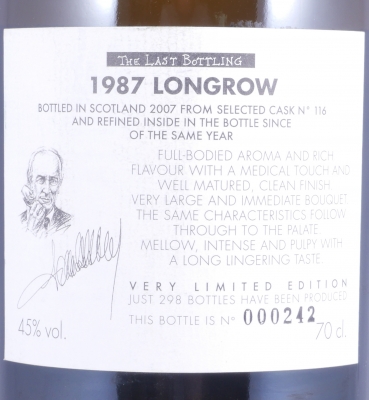 THE LAST BOTTLING
1987 LONGROW
BOTTLED IN SCOTLAND 2007 FROM SELECTED CASK N° 116
AND REFINED INSIDE IN THE BOTTLE SINCE
OF THE SAME YEAR
FULL-BODIED AROMA AND RICH
FLAVOUR WITH A MEDICAL TOUCH AND
WELL MATURED, CLEAN FINISH.
VERY LARGE AND IMMÉDIATE BOUQUET
THE SAME CHARACTERISTICS FOLLOW
THROUGH TO THE PALATE.
MELLOW, INTENSE AND PULPY WITH
A LONG LINGERING TASTE.
VERY LIMITED EDITION
JUST 298 BOTTLES HAVE BEEN PRODUCED
THIS BOTTLE IS N° 000242
45% vol.
70 cl.